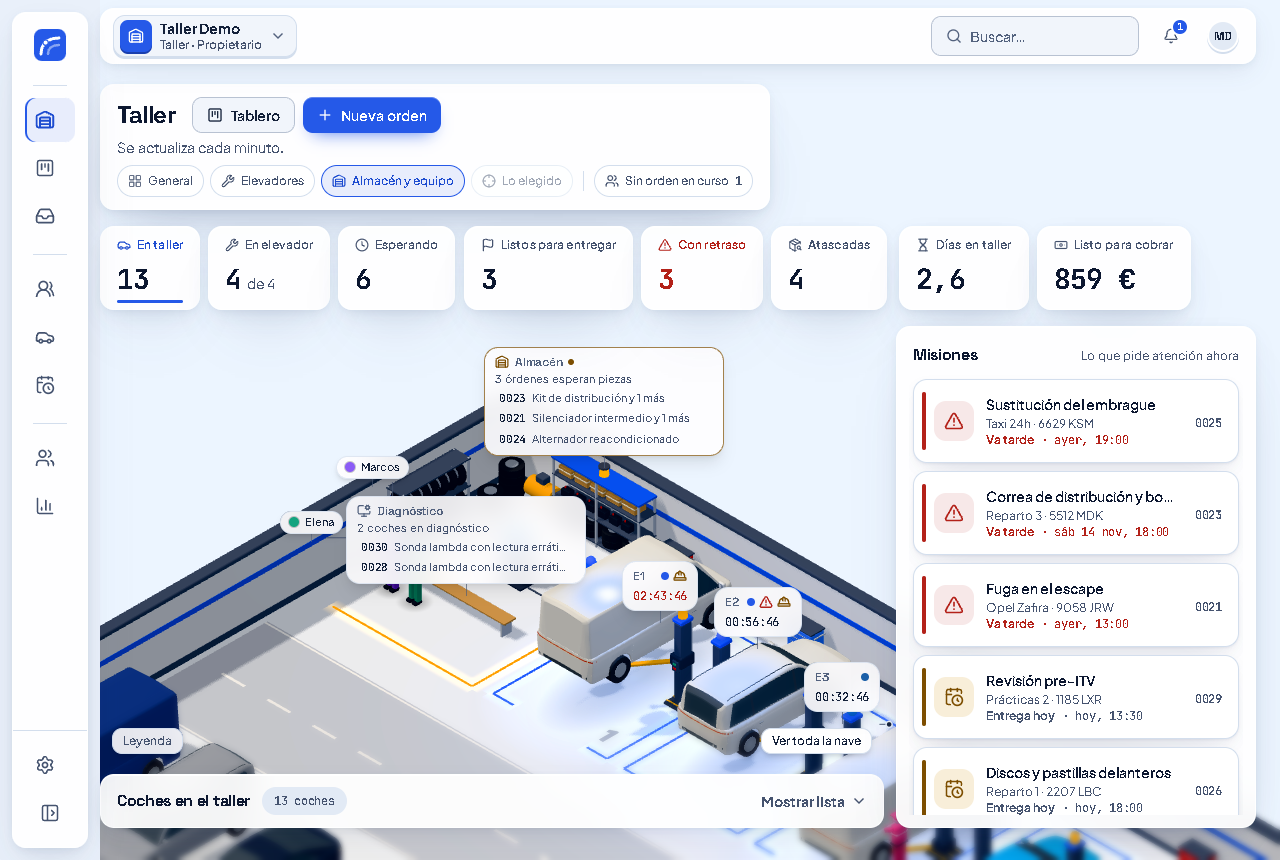 Taller Demo
Taller · Propietario
Buscar...
1
MD
Taller
Tablero
Nueva orden
Se actualiza cada minuto.
General
Elevadores
Almacén y equipo
Lo elegido
Sin orden en curso 1
En taller
13
En elevador
4 de 4
Esperando
6
Listos para entregar
3
Con retraso
3
Atascadas
4
Días en taller
2,6
Listo para cobrar
859 €
Almacén
3 órdenes esperan piezas
0023 Kit de distribución y 1 más
0021 Silenciador intermedio y 1 más
0024 Alternador reacondicionado
Marcos
Elena
Diagnóstico
2 coches en diagnóstico
0030 Sonda lambda con lectura erráti...
0028 Sonda lambda con lectura erráti...
E1
02:43:46
E2
00:56:46
E3
00:32:46
1
Leyenda
Ver toda la nave
Coches en el taller
13 coches
Mostrar lista
Misiones
Lo que pide atención ahora
Sustitución del embrague
Taxi 24h · 6629 KSM
Va tarde · ayer, 19:00
0025
Correa de distribución y bo...
Reparto 3 · 5512 MDK
Va tarde · sáb 14 nov, 18:00
0023
Fuga en el escape
Opel Zafira · 9058 JRW
Va tarde · ayer, 13:00
0021
Revisión pre-ITV
Prácticas 2 · 1185 LXR
Entrega hoy · hoy, 13:30
0029
Discos y pastillas delanteros
Reparto 1 · 2207 LBC
Entrega hoy · hoy, 18:00
0026